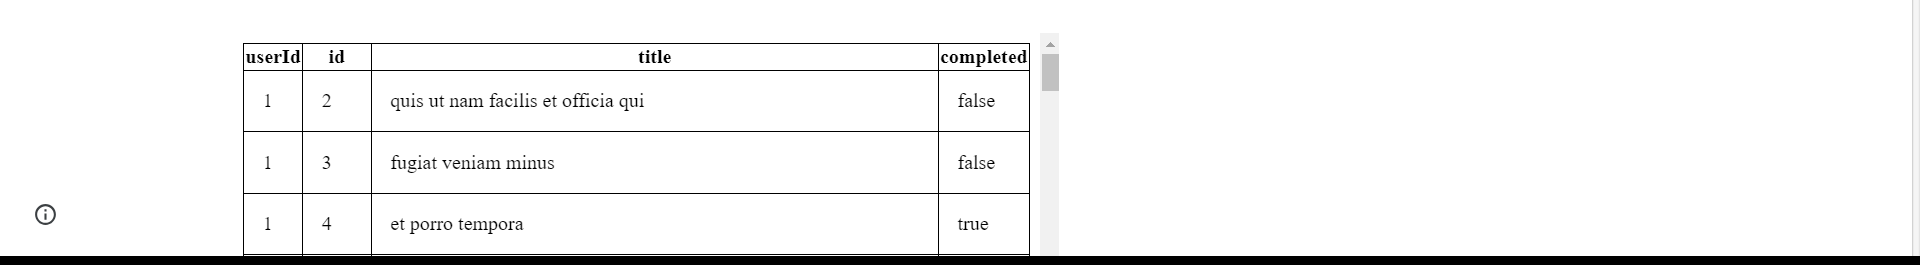 userId id title completed
1 2 quis ut nam facilis et officia qui false
1 3 fugiat veniam minus false
1 4 et porro tempora true